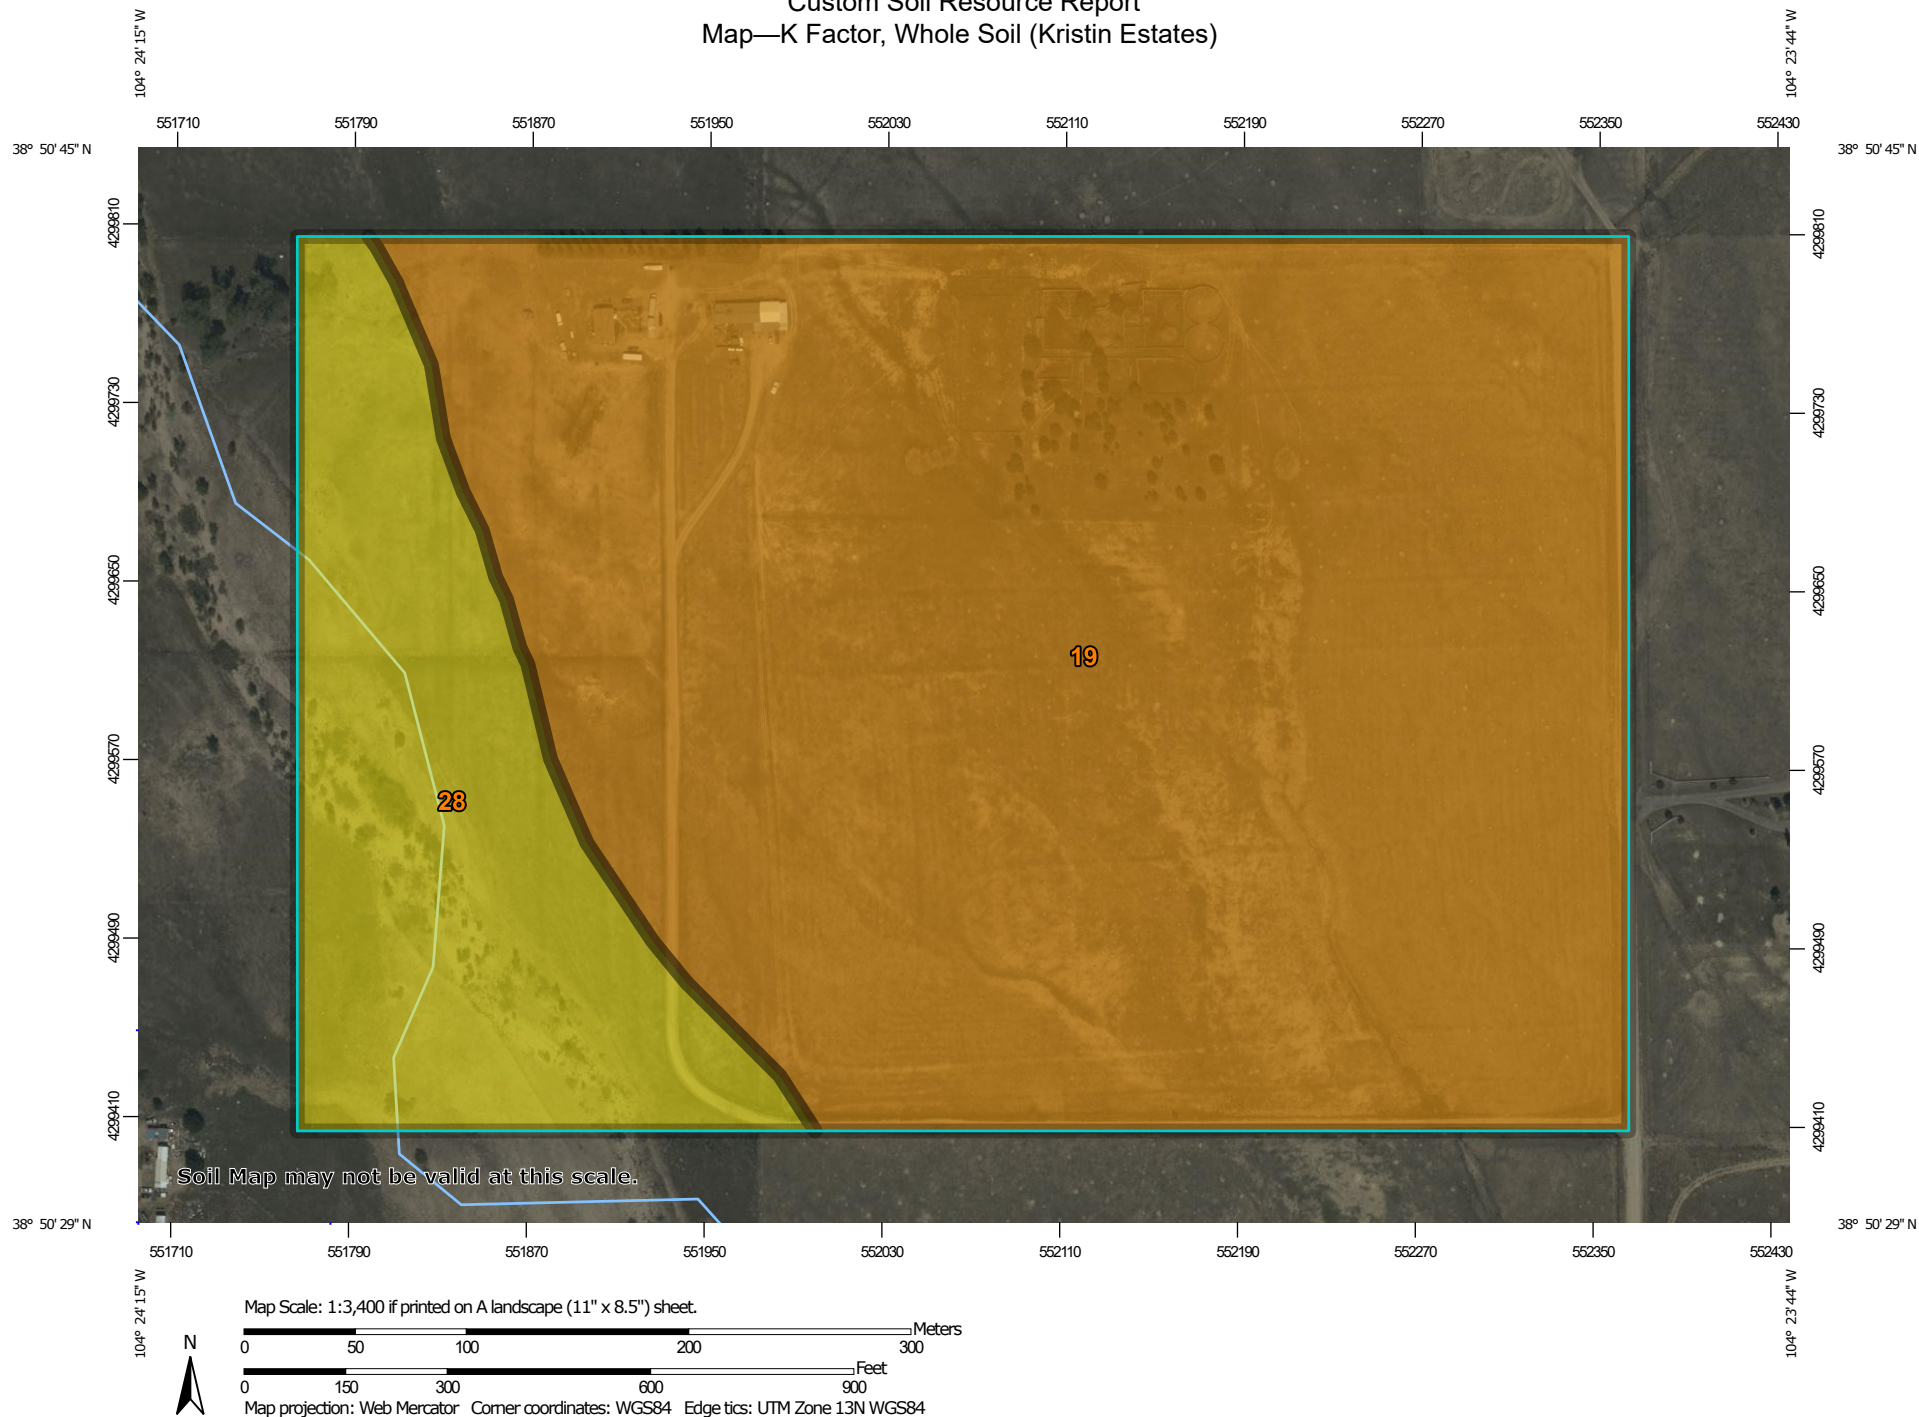 Custom Soil Resource Report
Map—K Factor, Whole Soil (Kristin Estates)
104° 24' 15" W
104° 23' 44" W
551710 551790 551870 551950 552030 552110 552190 552270 552350 552430
38° 50' 45" N
38° 50' 45" N
4299810
4299810
4299730
4299730
4299650
4299650
19
4299570
4299570
28
4299490
4299490
4299410
4299410
Soil Map may not be valid at this scale.
38° 50' 29" N
38° 50' 29" N
551710 551790 551870 551950 552030 552110 552190 552270 552350 552430
104° 24' 15" W
104° 23' 44" W
Map Scale: 1:3,400 if printed on A landscape (11" x 8.5") sheet.
N
Meters
0 50 100 200 300
Feet
0 150 300 600 900
Map projection: Web Mercator Corner coordinates: WGS84 Edge tics: UTM Zone 13N WGS84